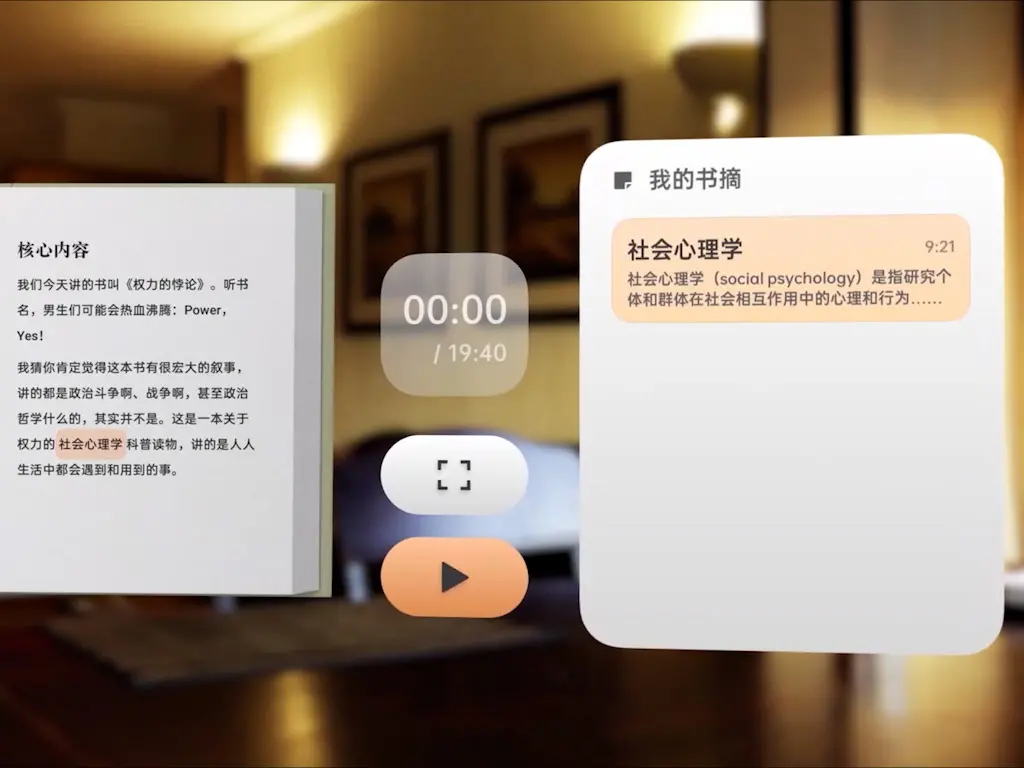 核心内容
我们今天讲的书叫《权力的悖论》。听书
名，男生们可能会热血沸腾：Power，
Yes！
我猜你肯定觉得这本书有很宏大的叙事，
讲的都是政治斗争啊、战争啊，甚至政治
哲学什么的，其实并不是。这是一本关于
权力的社会心理学科普读物，讲的是人人
生活中都会遇到和用到的事。
00:00
/ 19:40
我的书摘
社会心理学 9:21
社会心理学（social psychology）是指研究个
体和群体在社会相互作用中的心理和行为……